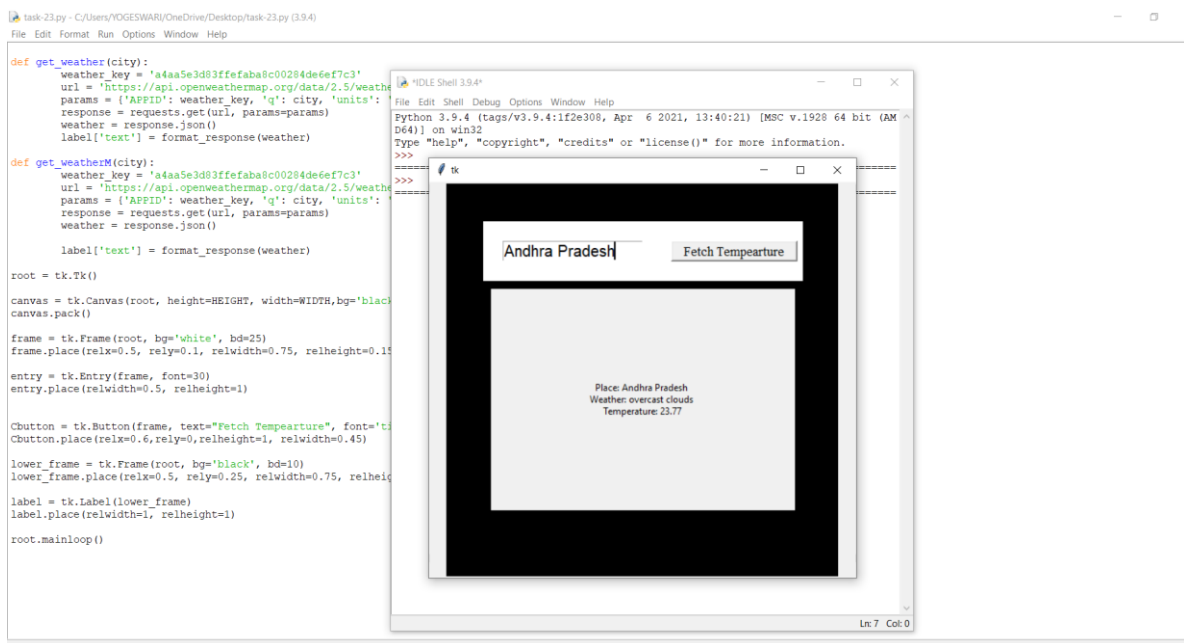 task-23.py - C:/Users/YOGESWARI/OneDrive/Desktop/task-23.py (3.9.4)
File Edit Format Run Options Window Help
def get_weather(city):
weather_key = 'a4aa5e3d83ffefaba8c00284de6ef7c3'
url = 'https://api.openweathermap.org/data/2.5/weathe
params = {'APPID': weather_key, 'q': city, 'units': '
response = requests.get(url, params=params)
weather = response.json()
label['text'] = format_response(weather)
def get_weatherM(city):
weather_key = 'a4aa5e3d83ffefaba8c00284de6ef7c3'
url = 'https://api.openweathermap.org/data/2.5/weathe
params = {'APPID': weather_key, 'q': city, 'units': '
response = requests.get(url, params=params)
weather = response.json()
label['text'] = format_response(weather)
root = tk.Tk()
canvas = tk.Canvas(root, height=HEIGHT, width=WIDTH,bg='black
canvas.pack()
frame = tk.Frame(root, bg='white', bd=25)
frame.place(relx=0.5, rely=0.1, relwidth=0.75, relheight=0.15
entry = tk.Entry(frame, font=30)
entry.place(relwidth=0.5, relheight=1)
Cbutton = tk.Button(frame, text="Fetch Tempearture", font='ti
Cbutton.place(relx=0.6,rely=0,relheight=1, relwidth=0.45)
lower_frame = tk.Frame(root, bg='black', bd=10)
lower_frame.place(relx=0.5, rely=0.25, relwidth=0.75, relheig
label = tk.Label(lower_frame)
label.place(relwidth=1, relheight=1)
root.mainloop()
*IDLE Shell 3.9.4*
File Edit Shell Debug Options Window Help
Python 3.9.4 (tags/v3.9.4:1f2e308, Apr 6 2021, 13:40:21) [MSC v.1928 64 bit (AM
D64)] on win32
Type "help", "copyright", "credits" or "license()" for more information.
>>>
>>>
tk
Andhra Pradesh
Fetch Tempearture
Place: Andhra Pradesh
Weather: overcast clouds
Temperature: 23.77
Ln: 7 Col: 0